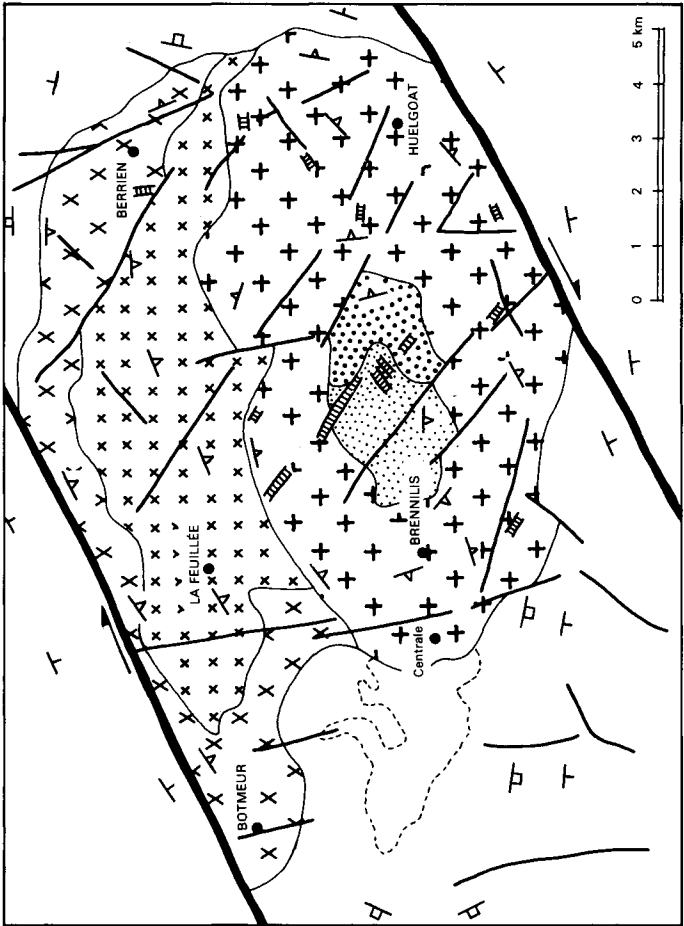 BERRIEN
HUELGOAT
LA FEUILLÉE
BRENNILIS
Centrale
BOTMEUR
0 1 2 3 4 5 km